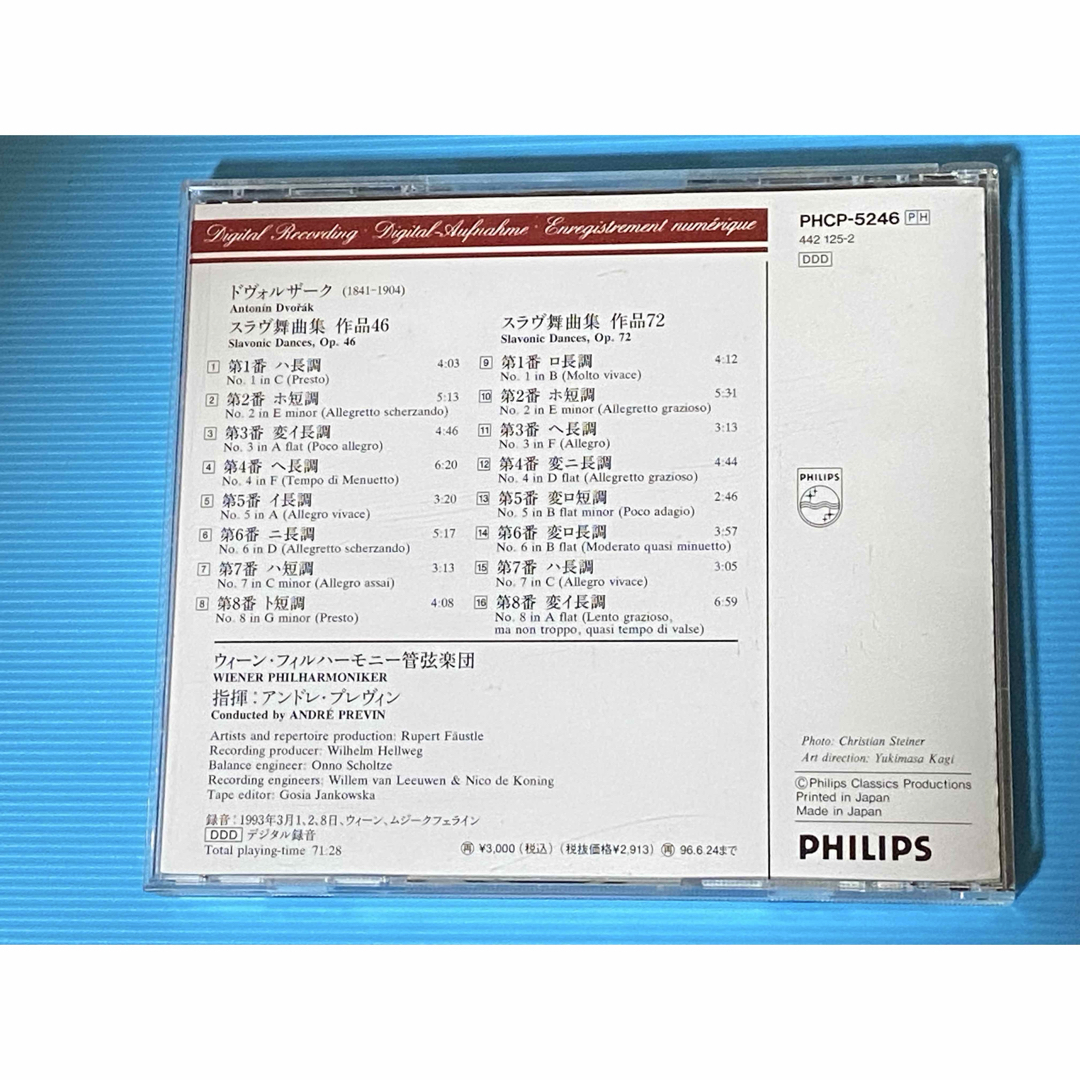 Digital Recording · Digital-Aufnahme · Enregistrement numérique
ドヴォルザーク (1841-1904)
Antonín Dvořák
スラヴ舞曲集 作品46
Slavonic Dances, Op. 46
1 第1番 ハ長調 4:03
No. 1 in C (Presto)
2 第2番 ホ短調 5:13
No. 2 in E minor (Allegretto scherzando)
3 第3番 変イ長調 4:46
No. 3 in A flat (Poco allegro)
4 第4番 ヘ長調 6:20
No. 4 in F (Tempo di Menuetto)
5 第5番 イ長調 3:20
No. 5 in A (Allegro vivace)
6 第6番 ニ長調 5:17
No. 6 in D (Allegretto scherzando)
7 第7番 ハ短調 3:13
No. 7 in C minor (Allegro assai)
8 第8番 ト短調 4:08
No. 8 in G minor (Presto)
スラヴ舞曲集 作品72
Slavonic Dances, Op. 72
9 第1番 ロ長調 4:12
No. 1 in B (Molto vivace)
10 第2番 ホ短調 5:31
No. 2 in E minor (Allegretto grazioso)
11 第3番 ヘ長調 3:13
No. 3 in F (Allegro)
12 第4番 変ニ長調 4:44
No. 4 in D flat (Allegretto grazioso)
13 第5番 変ロ短調 2:46
No. 5 in B flat minor (Poco adagio)
14 第6番 変ロ長調 3:57
No. 6 in B flat (Moderato quasi minuetto)
15 第7番 ハ長調 3:05
No. 7 in C (Allegro vivace)
16 第8番 変イ長調 6:59
No. 8 in A flat (Lento grazioso,
ma non troppo, quasi tempo di valse)
ウィーン・フィルハーモニー管弦楽団
WIENER PHILHARMONIKER
指揮：アンドレ・プレヴィン
Conducted by ANDRÉ PREVIN
Artists and repertoire production: Rupert Fäustle
Recording producer: Wilhelm Hellweg
Balance engineer: Onno Scholtze
Recording engineers: Willem van Leeuwen & Nico de Koning
Tape editor: Gosia Jankowska
録音：1993年3月1、2、8日、ウィーン、ムジークフェライン
DDD デジタル録音
Total playing-time 71:28
再 ¥3,000（税込）（税抜価格¥2,913）再 96.6.24まで
PHCP-5246 PH
442 125-2
DDD
PHILIPS
Photo: Christian Steiner
Art direction: Yukimasa Kagi
©Philips Classics Productions
Printed in Japan
Made in Japan
PHILIPS